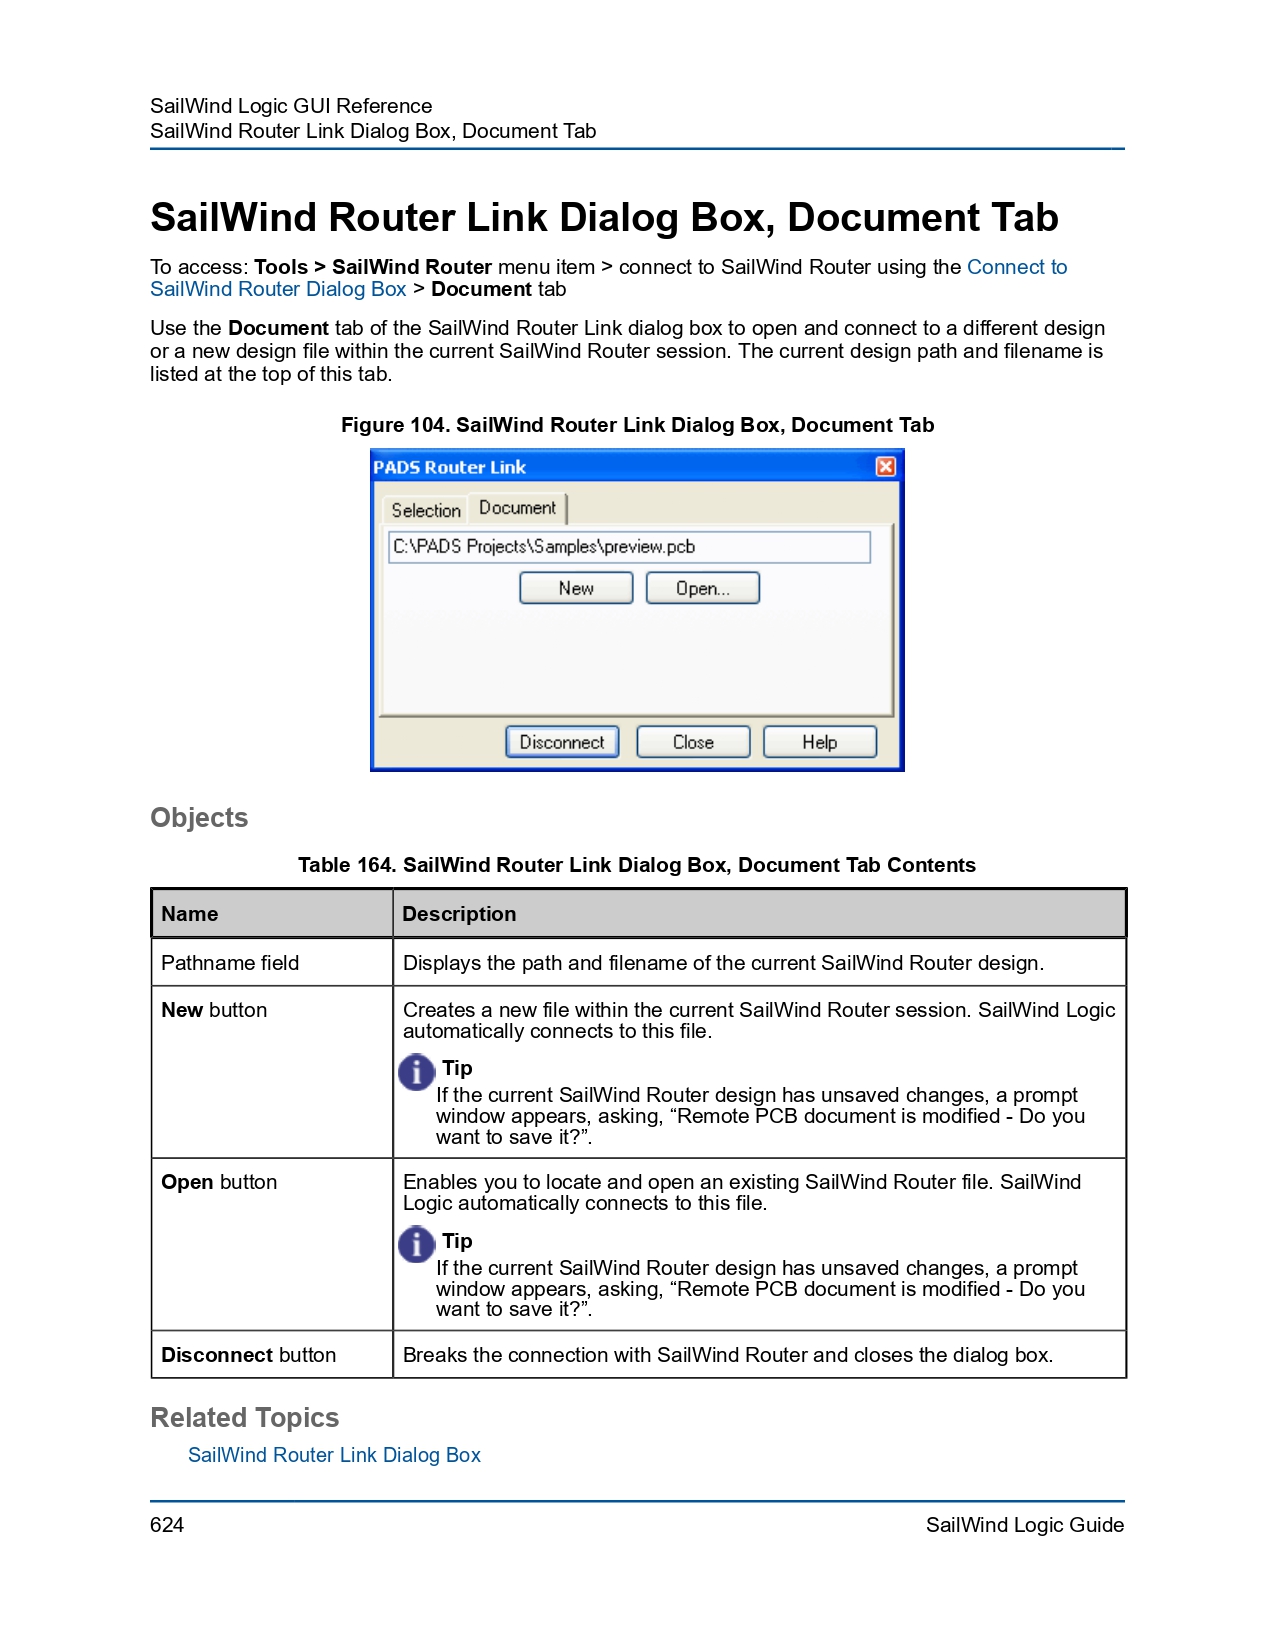 SailWind Logic GUI Reference
SailWind Router Link Dialog Box, Document Tab
SailWind Router Link Dialog Box, Document Tab
To access: Tools > SailWind Router menu item > connect to SailWind Router using the Connect to
SailWind Router Dialog Box > Document tab
Use the Document tab of the SailWind Router Link dialog box to open and connect to a different design
or a new design file within the current SailWind Router session. The current design path and filename is
listed at the top of this tab.
Figure 104. SailWind Router Link Dialog Box, Document Tab
PADS Router Link
Selection Document
C:\PADS Projects\Samples\preview.pcb
New Open...
Disconnect Close Help
Objects
Table 164. SailWind Router Link Dialog Box, Document Tab Contents
Name Description
Pathname field Displays the path and filename of the current SailWind Router design.
New button Creates a new file within the current SailWind Router session. SailWind Logic
automatically connects to this file.
i Tip
If the current SailWind Router design has unsaved changes, a prompt
window appears, asking, “Remote PCB document is modified - Do you
want to save it?”.
Open button Enables you to locate and open an existing SailWind Router file. SailWind
Logic automatically connects to this file.
i Tip
If the current SailWind Router design has unsaved changes, a prompt
window appears, asking, “Remote PCB document is modified - Do you
want to save it?”.
Disconnect button Breaks the connection with SailWind Router and closes the dialog box.
Related Topics
SailWind Router Link Dialog Box
624 SailWind Logic Guide